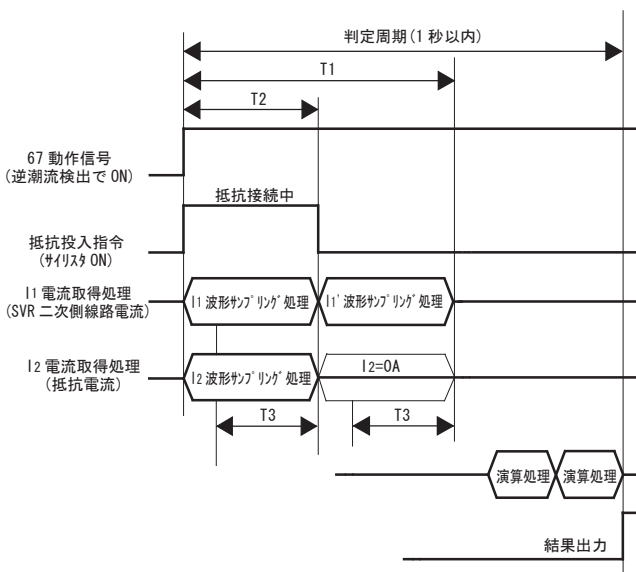 判定周期(1秒以内)
T1
T2
67動作信号
(逆潮流検出でON)
抵抗接続中
抵抗投入指令
(ｻｲﾘｽﾀON)
I1電流取得処理
(SVR二次側線路電流)
I1波形ｻﾝﾌﾟﾘﾝｸﾞ処理
I1'波形ｻﾝﾌﾟﾘﾝｸﾞ処理
I2電流取得処理
(抵抗電流)
I2波形ｻﾝﾌﾟﾘﾝｸﾞ処理
I2=0A
T3
T3
演算処理
演算処理
結果出力